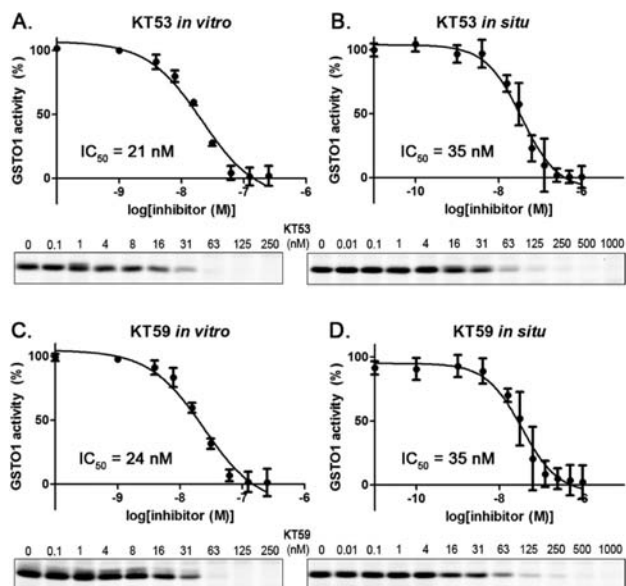 A. KT53 in vitro
100
50
0
GSTO1 activity (%)
IC50 = 21 nM
-9 -8 -7 -6
log[inhibitor (M)]
0 0.1 1 4 8 16 31 63 125 250
KT53
(nM)
B. KT53 in situ
100
50
0
GSTO1 activity (%)
IC50 = 35 nM
-10 -8 -6
log[inhibitor (M)]
0 0.01 0.1 1 4 16 31 63 125 250 500 1000
C. KT59 in vitro
100
50
0
GSTO1 activity (%)
IC50 = 24 nM
-9 -8 -7 -6
log[inhibitor (M)]
0 0.1 1 4 8 16 31 63 125 250
KT59
(nM)
D. KT59 in situ
100
50
0
GSTO1 activity (%)
IC50 = 35 nM
-10 -8 -6
log[inhibitor (M)]
0 0.01 0.1 1 4 16 31 63 125 250 500 1000